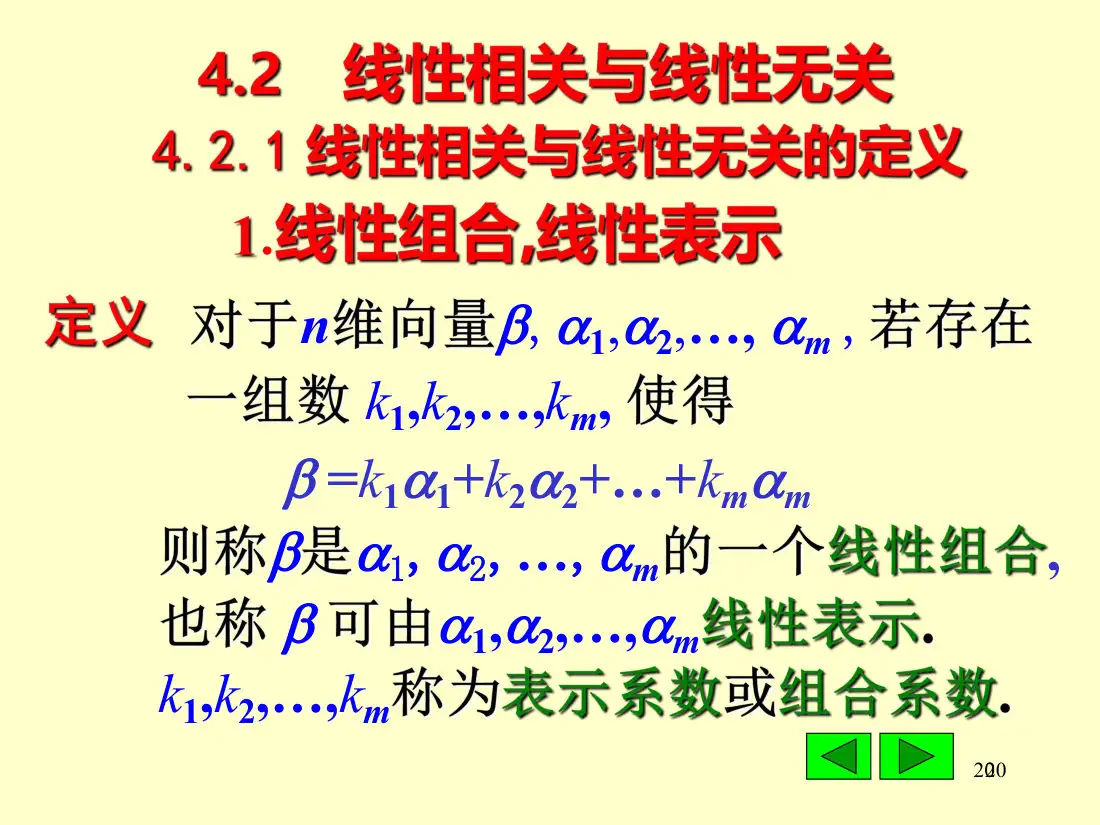 4.2 线性相关与线性无关
4.2.1线性相关与线性无关的定义
1.线性组合,线性表示
定义 对于n维向量β, α1,α2,…, αm , 若存在
一组数 k1,k2,…,km, 使得
β =k1α1+k2α2+…+kmαm
则称β是α1, α2, …, αm的一个线性组合,
也称 β 可由α1,α2,…,αm线性表示.
k1,k2,…,km称为表示系数或组合系数.